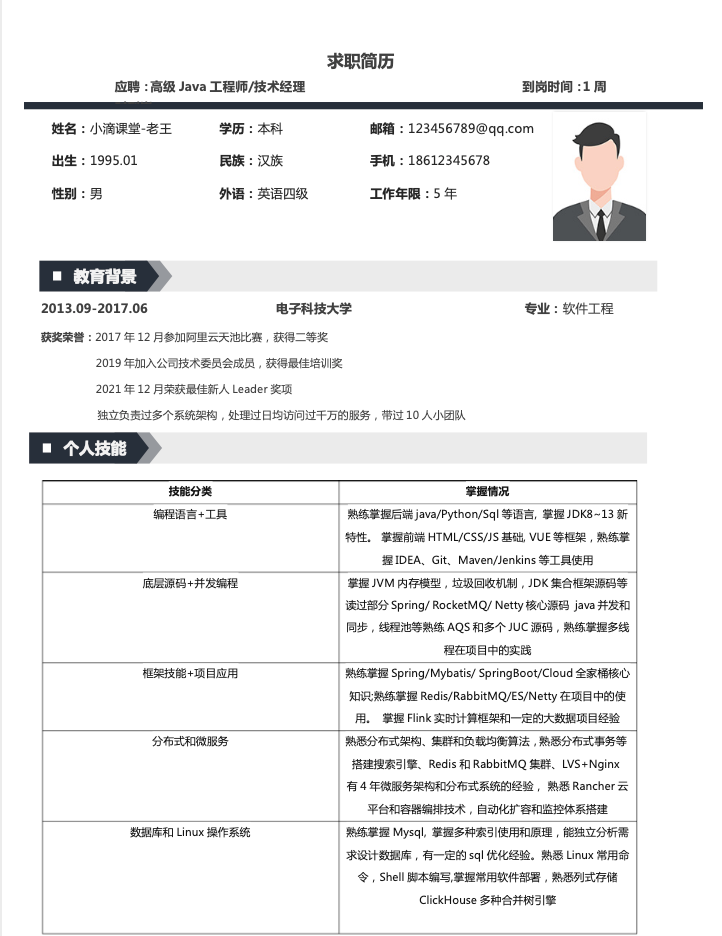 求职简历
应聘：高级 Java 工程师/技术经理 到岗时间：1 周
姓名：小滴课堂-老王 学历：本科 邮箱：123456789@qq.com
出生：1995.01 民族：汉族 手机：18612345678
性别：男 外语：英语四级 工作年限：5 年
教育背景
2013.09-2017.06 电子科技大学 专业：软件工程
获奖荣誉：2017 年 12 月参加阿里云天池比赛，获得二等奖
2019 年加入公司技术委员会成员，获得最佳培训奖
2021 年 12 月荣获最佳新人 Leader 奖项
独立负责过多个系统架构，处理过日均访问过千万的服务，带过 10 人小团队
个人技能
技能分类 掌握情况
编程语言+工具 熟练掌握后端 java/Python/Sql 等语言, 掌握 JDK8~13 新
特性。 掌握前端 HTML/CSS/JS 基础, VUE 等框架，熟练掌
握 IDEA、Git、Maven/Jenkins 等工具使用
底层源码+并发编程 掌握 JVM 内存模型，垃圾回收机制，JDK 集合框架源码等
读过部分 Spring/ RocketMQ/ Netty 核心源码 java 并发和
同步，线程池等熟练 AQS 和多个 JUC 源码，熟练掌握多线
程在项目中的实践
框架技能+项目应用 熟练掌握 Spring/Mybatis/ SpringBoot/Cloud 全家桶核心
知识;熟练掌握 Redis/RabbitMQ/ES/Netty 在项目中的使
用。 掌握 Flink 实时计算框架和一定的大数据项目经验
分布式和微服务 熟悉分布式架构、集群和负载均衡算法，熟悉分布式事务等
搭建搜索引擎、Redis 和 RabbitMQ 集群、LVS+Nginx
有 4 年微服务架构和分布式系统的经验， 熟悉 Rancher 云
平台和容器编排技术，自动化扩容和监控体系搭建
数据库和 Linux 操作系统 熟练掌握 Mysql, 掌握多种索引使用和原理，能独立分析需
求设计数据库，有一定的 sql 优化经验。熟悉 Linux 常用命
令，Shell 脚本编写,掌握常用软件部署，熟悉列式存储
ClickHouse 多种合并树引擎